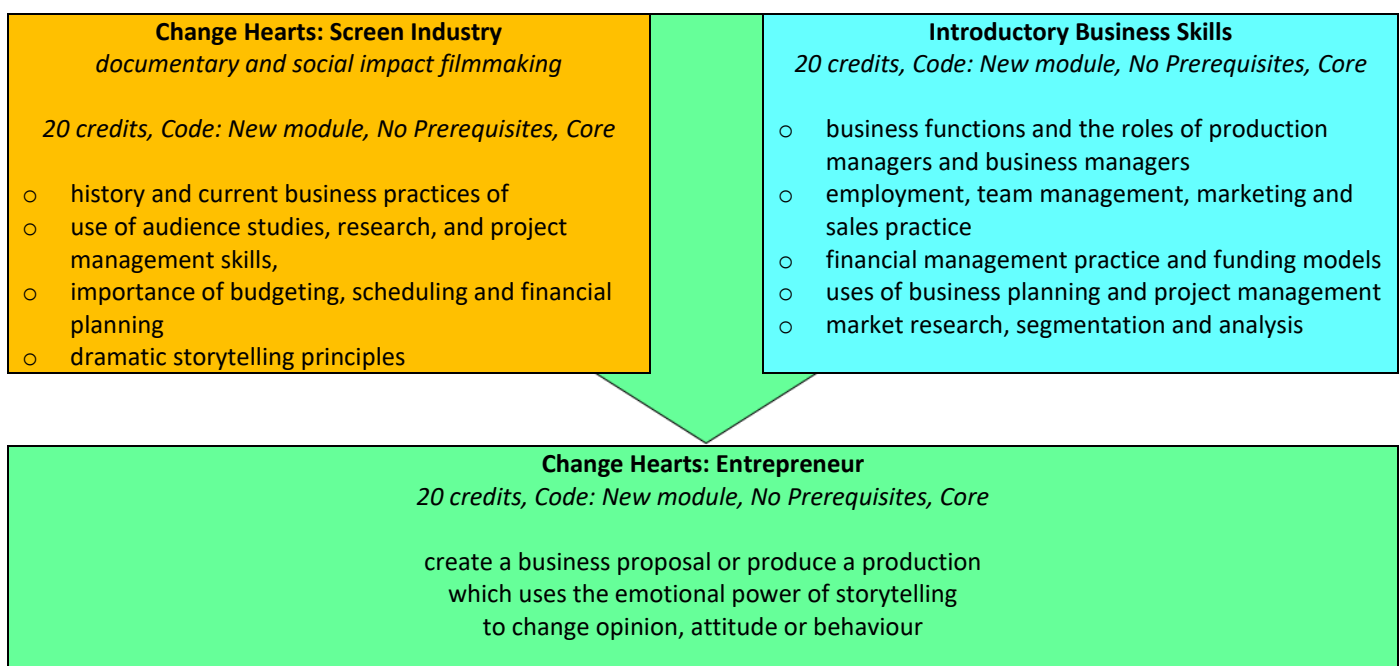 Change Hearts: Screen Industry
documentary and social impact filmmaking
20 credits, Code: New module, No Prerequisites, Core
o history and current business practices of
o use of audience studies, research, and project
management skills,
o importance of budgeting, scheduling and financial
planning
o dramatic storytelling principles
Introductory Business Skills
20 credits, Code: New module, No Prerequisites, Core
o business functions and the roles of production
managers and business managers
o employment, team management, marketing and
sales practice
o financial management practice and funding models
o uses of business planning and project management
o market research, segmentation and analysis
Change Hearts: Entrepreneur
20 credits, Code: New module, No Prerequisites, Core
create a business proposal or produce a production
which uses the emotional power of storytelling
to change opinion, attitude or behaviour